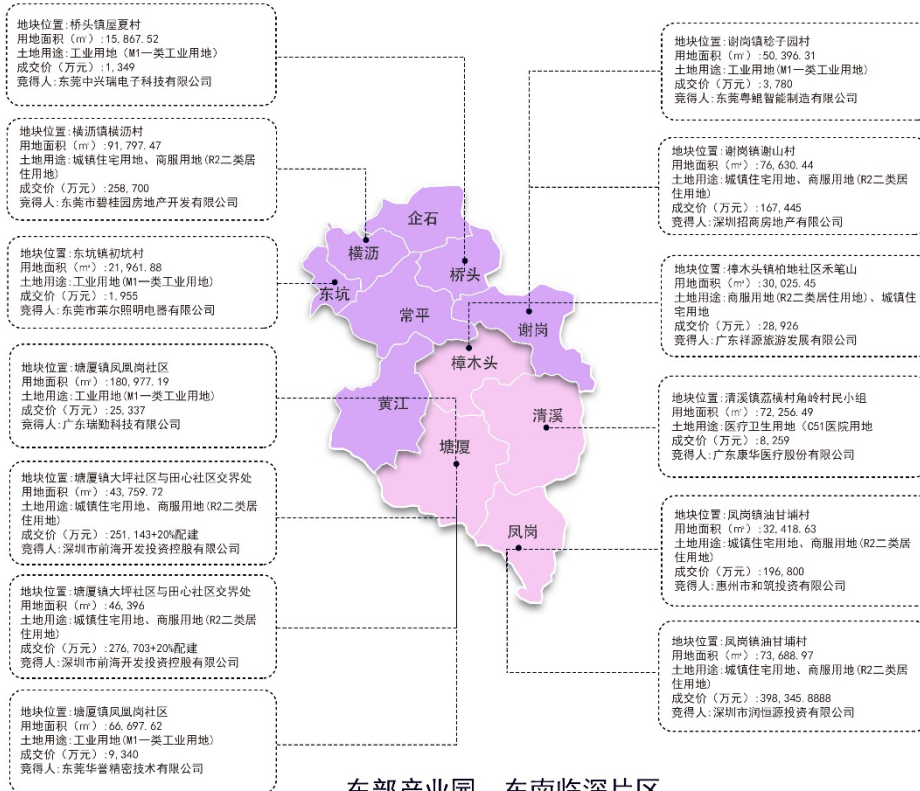 地块位置:桥头镇屋夏村
用地面积（㎡）:15,867.52
土地用途:工业用地（M1一类工业用地）
成交价（万元）:1,349
竞得人:东莞中兴瑞电子科技有限公司
地块位置:横沥镇横沥村
用地面积（㎡）:91,797.47
土地用途:城镇住宅用地、商服用地(R2二类居
住用地)
成交价（万元）:258,700
竞得人:东莞市碧桂园房地产开发有限公司
地块位置:东坑镇初坑村
用地面积（㎡）:21,961.88
土地用途:工业用地(M1一类工业用地)
成交价（万元）:1,955
竞得人:东莞市莱尔照明电器有限公司
地块位置:塘厦镇凤凰岗社区
用地面积（㎡）:180,977.19
土地用途:工业用地(M1一类工业用地)
成交价（万元）:25,337
竞得人:广东瑞勤科技有限公司
地块位置:塘厦镇大坪社区与田心社区交界处
用地面积（㎡）:43,759.72
土地用途:城镇住宅用地、商服用地(R2二类居
住用地)
成交价（万元）:251,143+20%配建
竞得人:深圳市前海开发投资控股有限公司
地块位置:塘厦镇大坪社区与田心社区交界处
用地面积（㎡）:46,396
土地用途:城镇住宅用地、商服用地(R2二类居
住用地)
成交价（万元）:276,703+20%配建
竞得人:深圳市前海开发投资控股有限公司
地块位置:塘厦镇凤凰岗社区
用地面积（㎡）:66,697.62
土地用途:工业用地(M1一类工业用地)
成交价（万元）:9,340
竞得人:东莞华誉精密技术有限公司
企石
横沥
桥头
东坑
常平
谢岗
樟木头
黄江
清溪
塘厦
凤岗
地块位置:谢岗镇稔子园村
用地面积（㎡）:50,396.31
土地用途:工业用地(M1一类工业用地)
成交价（万元）:3,780
竞得人:东莞粤鲲智能制造有限公司
地块位置:谢岗镇谢山村
用地面积（㎡）:76,630.44
土地用途:城镇住宅用地、商服用地(R2二类居
住用地)
成交价（万元）:167,445
竞得人:深圳招商房地产有限公司
地块位置:樟木头镇柏地社区禾笔山
用地面积（㎡）:30,025.45
土地用途:商服用地(R2二类居住用地)、城镇住
宅用地
成交价（万元）:28,926
竞得人:广东祥源旅游发展有限公司
地块位置:清溪镇荔横村角岭村民小组
用地面积（㎡）:72,256.49
土地用途:医疗卫生用地（C51医院用地
成交价（万元）:8,259
竞得人:广东康华医疗股份有限公司
地块位置:凤岗镇油甘埔村
用地面积（㎡）:32,418.63
土地用途:城镇住宅用地、商服用地(R2二类居
住用地)
成交价（万元）:196,800
竞得人:惠州市和筑投资有限公司
地块位置:凤岗镇油甘埔村
用地面积（㎡）:73,688.97
土地用途:城镇住宅用地、商服用地(R2二类居
住用地)
成交价（万元）:398,345.8888
竞得人:深圳市润恒源投资有限公司
东部产业园、东南临深片区